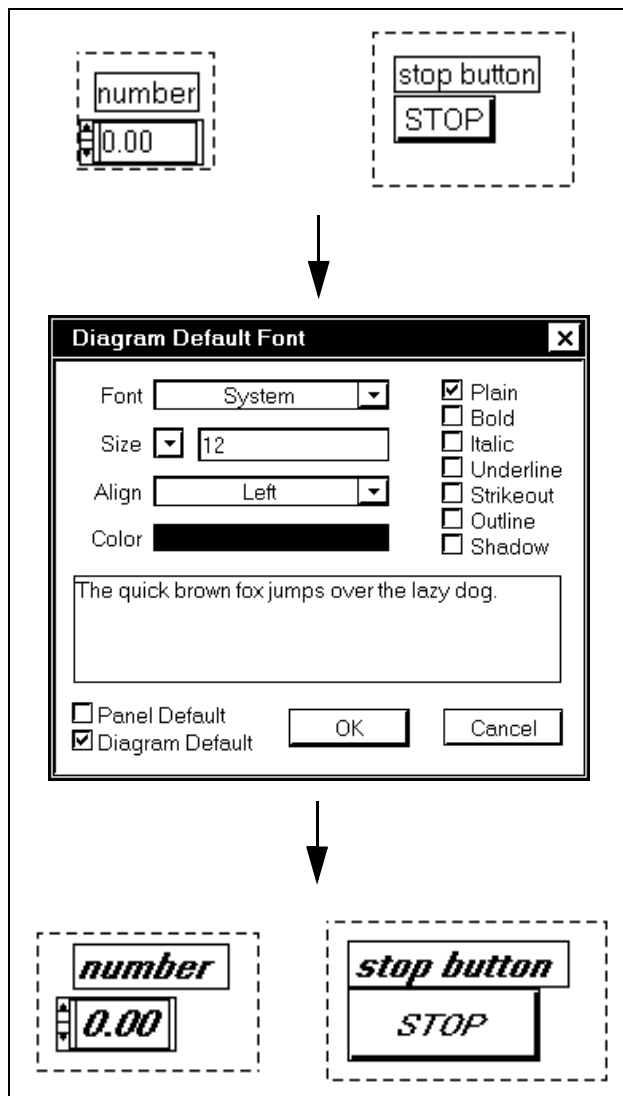 number
0.00
stop button
STOP
Diagram Default Font
Font System
Size 12
Align Left
Color
Plain
Bold
Italic
Underline
Strikeout
Outline
Shadow
The quick brown fox jumps over the lazy dog.
Panel Default
Diagram Default
OK
Cancel
number
0.00
stop button
STOP